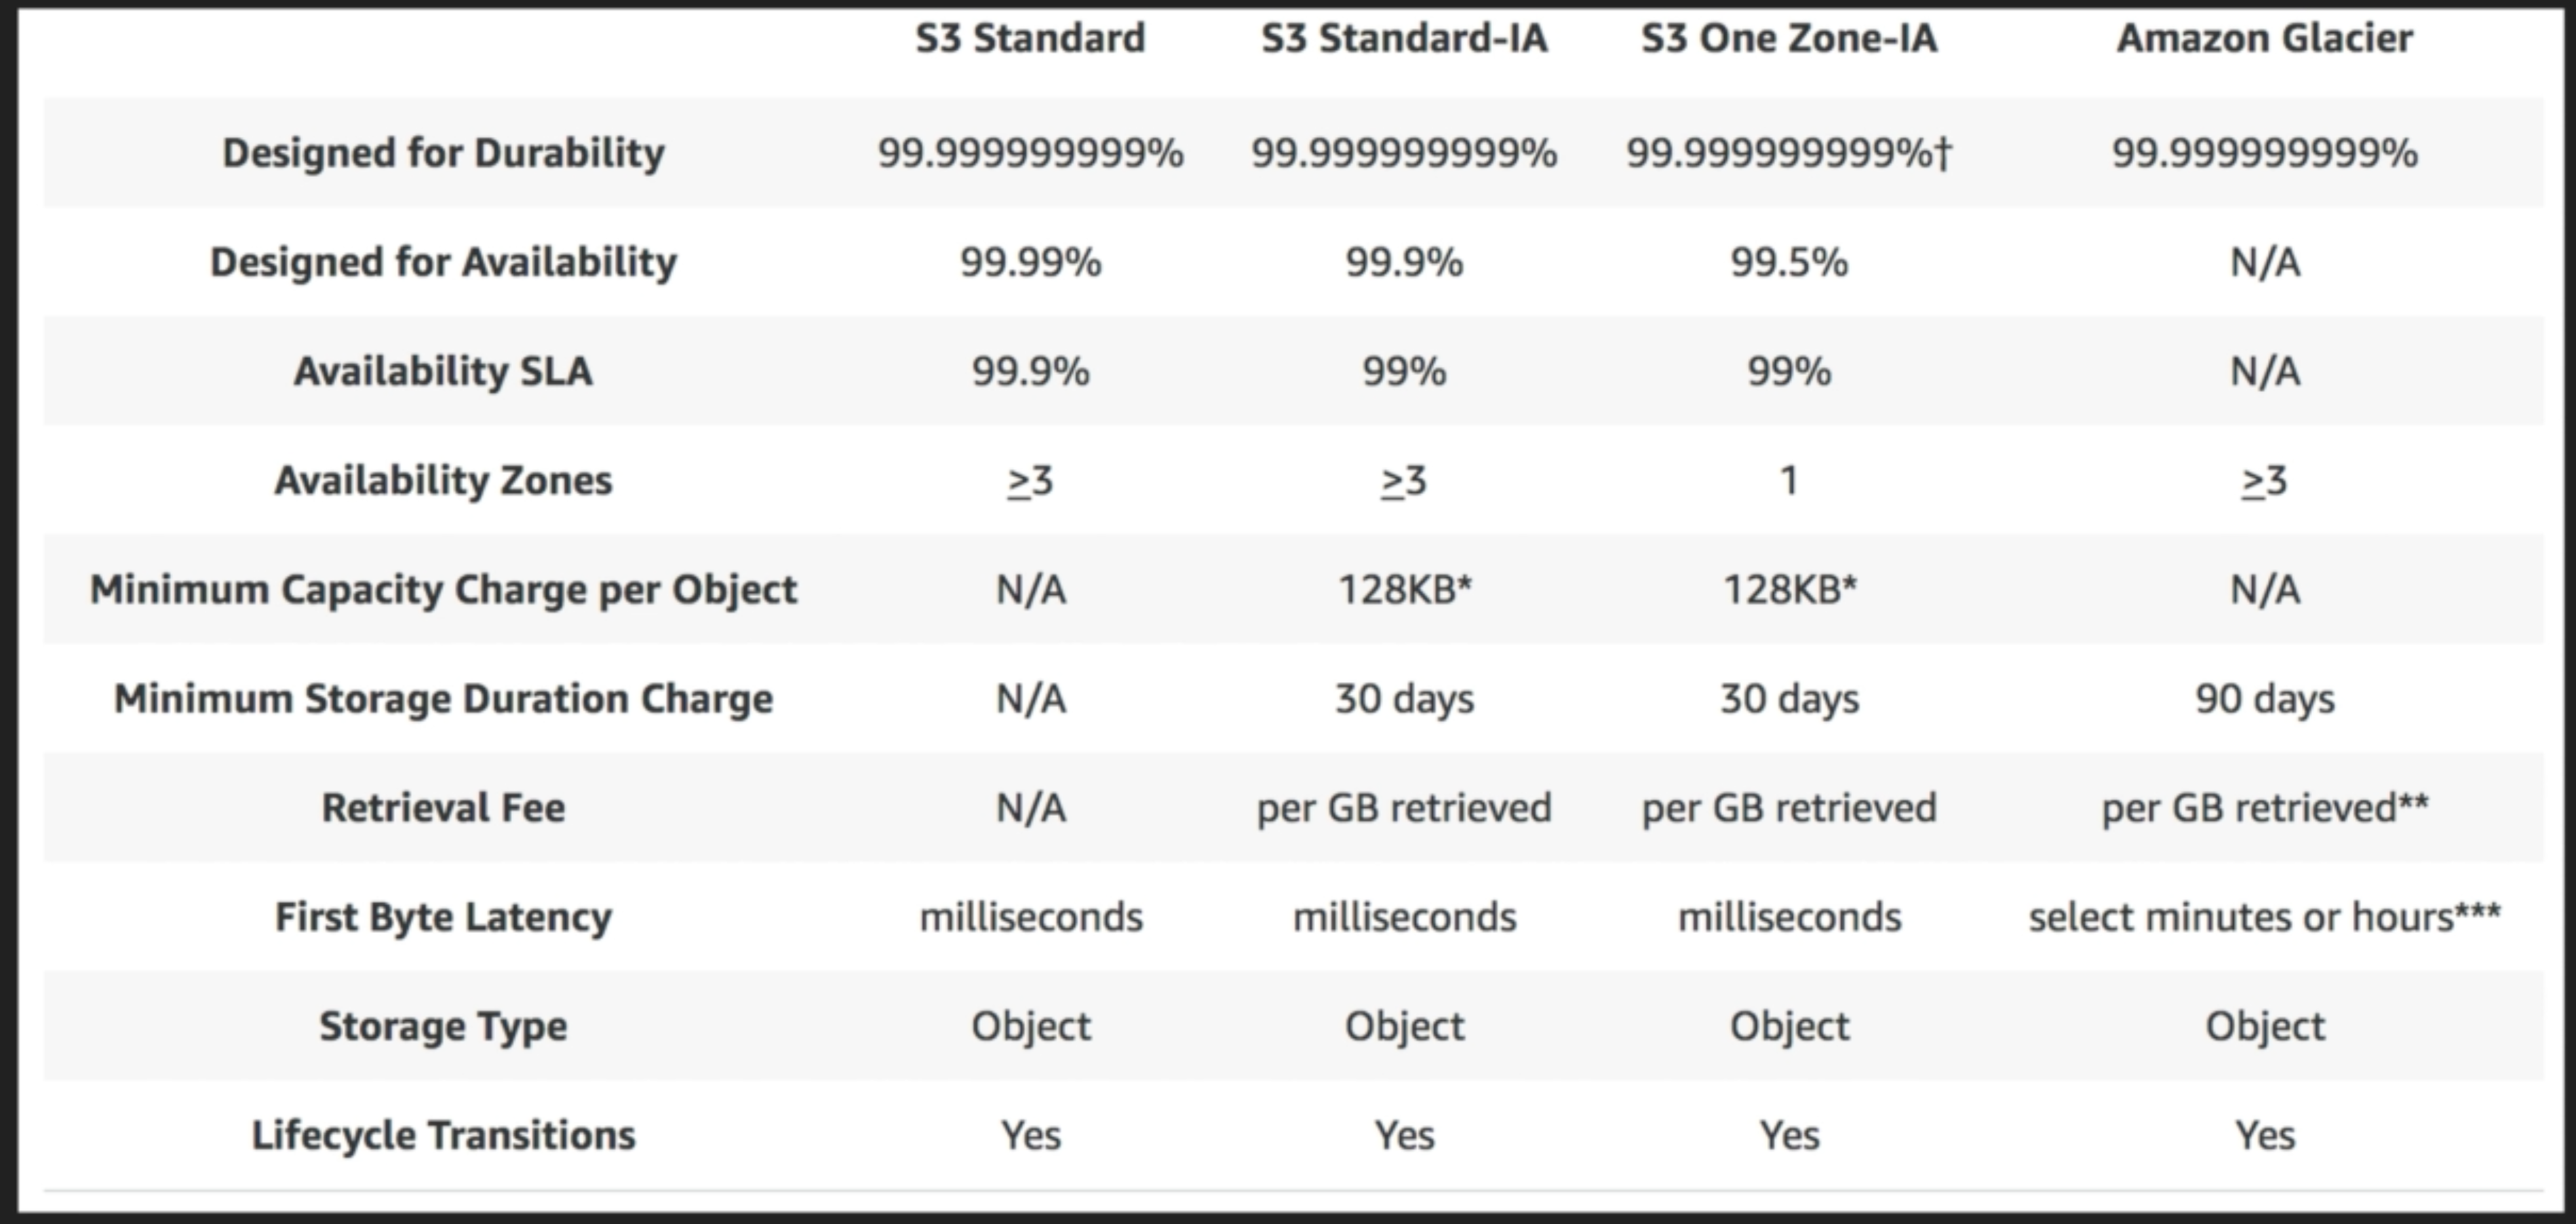 S3 Standard S3 Standard-IA S3 One Zone-IA Amazon Glacier
Designed for Durability 99.999999999% 99.999999999% 99.999999999%† 99.999999999%
Designed for Availability 99.99% 99.9% 99.5% N/A
Availability SLA 99.9% 99% 99% N/A
Availability Zones ≥3 ≥3 1 ≥3
Minimum Capacity Charge per Object N/A 128KB* 128KB* N/A
Minimum Storage Duration Charge N/A 30 days 30 days 90 days
Retrieval Fee N/A per GB retrieved per GB retrieved per GB retrieved**
First Byte Latency milliseconds milliseconds milliseconds select minutes or hours***
Storage Type Object Object Object Object
Lifecycle Transitions Yes Yes Yes Yes